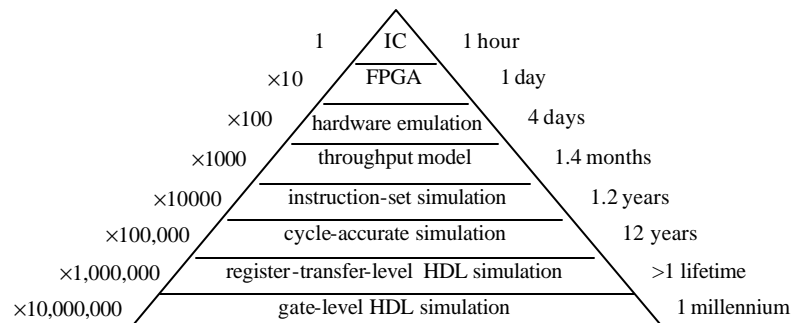 1 IC 1 hour
×10 FPGA 1 day
×100 hardware emulation 4 days
×1000 throughput model 1.4 months
×10000 instruction-set simulation 1.2 years
×100,000 cycle-accurate simulation 12 years
×1,000,000 register-transfer-level HDL simulation >1 lifetime
×10,000,000 gate-level HDL simulation 1 millennium